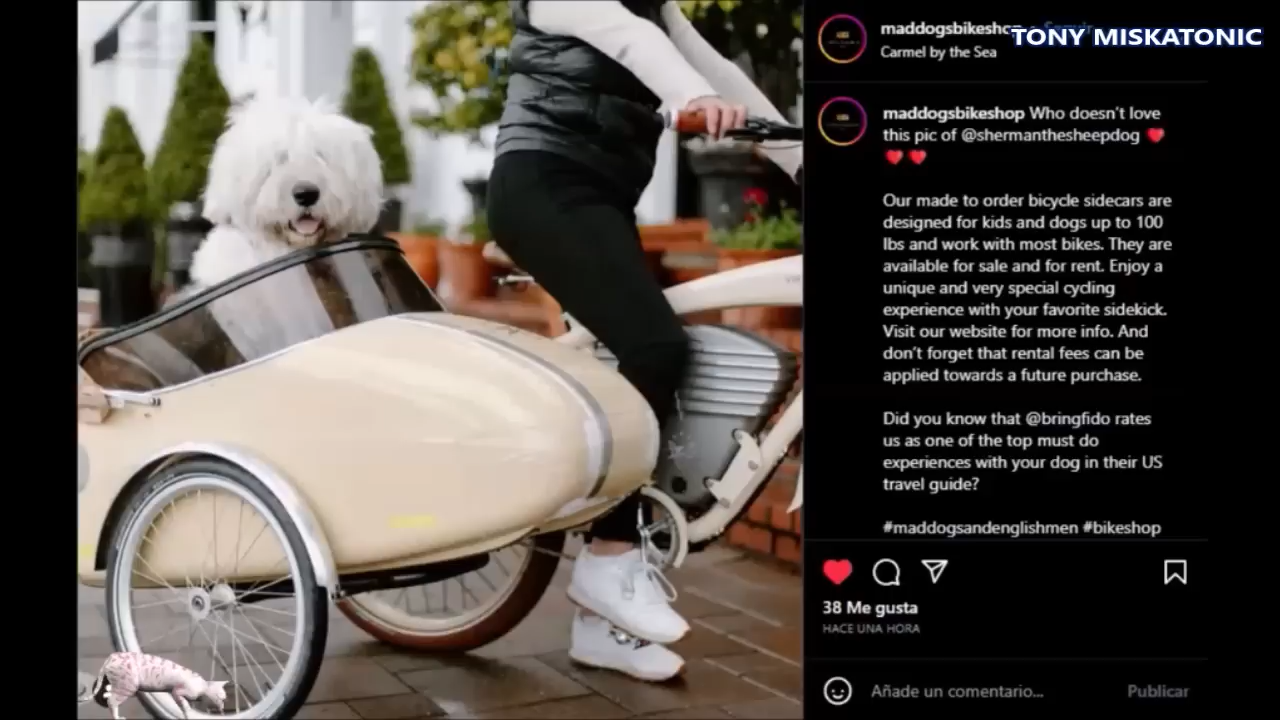 maddogsbikeshop
TONY MISKATONIC
Carmel by the Sea
maddogsbikeshop Who doesn't love
this pic of @shermanthesheepdog ❤️
❤️ ❤️
Our made to order bicycle sidecars are
designed for kids and dogs up to 100
lbs and work with most bikes. They are
available for sale and for rent. Enjoy a
unique and very special cycling
experience with your favorite sidekick.
Visit our website for more info. And
don't forget that rental fees can be
applied towards a future purchase.
Did you know that @bringfido rates
us as one of the top must do
experiences with your dog in their US
travel guide?
#maddogsandenglishmen #bikeshop
38 Me gusta
HACE UNA HORA
Añade un comentario...
Publicar